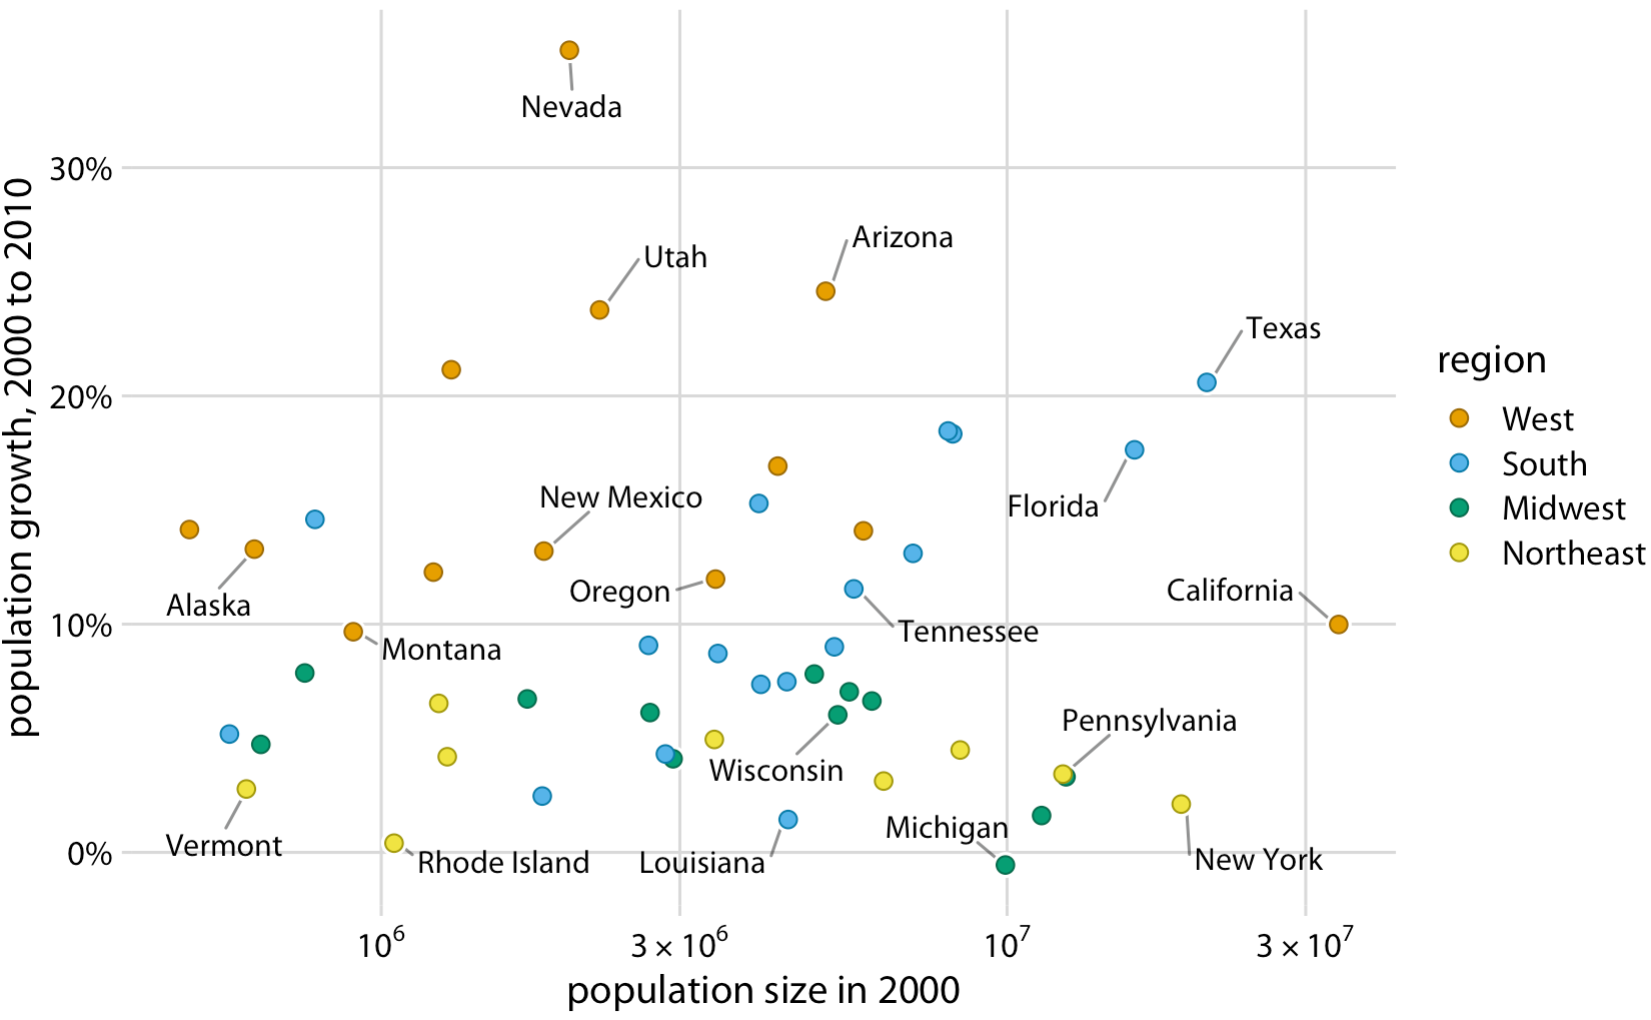 Nevada
30%
Arizona
Utah
Texas
region
West
20%
South
New Mexico
Florida
Midwest
Northeast
Oregon
California
Alaska
10%
Tennessee
Montana
Pennsylvania
Wisconsin
Michigan
Vermont
0%
Rhode Island
Louisiana
New York
population growth, 2000 to 2010
10⁶
3 × 10⁶
10⁷
3 × 10⁷
population size in 2000